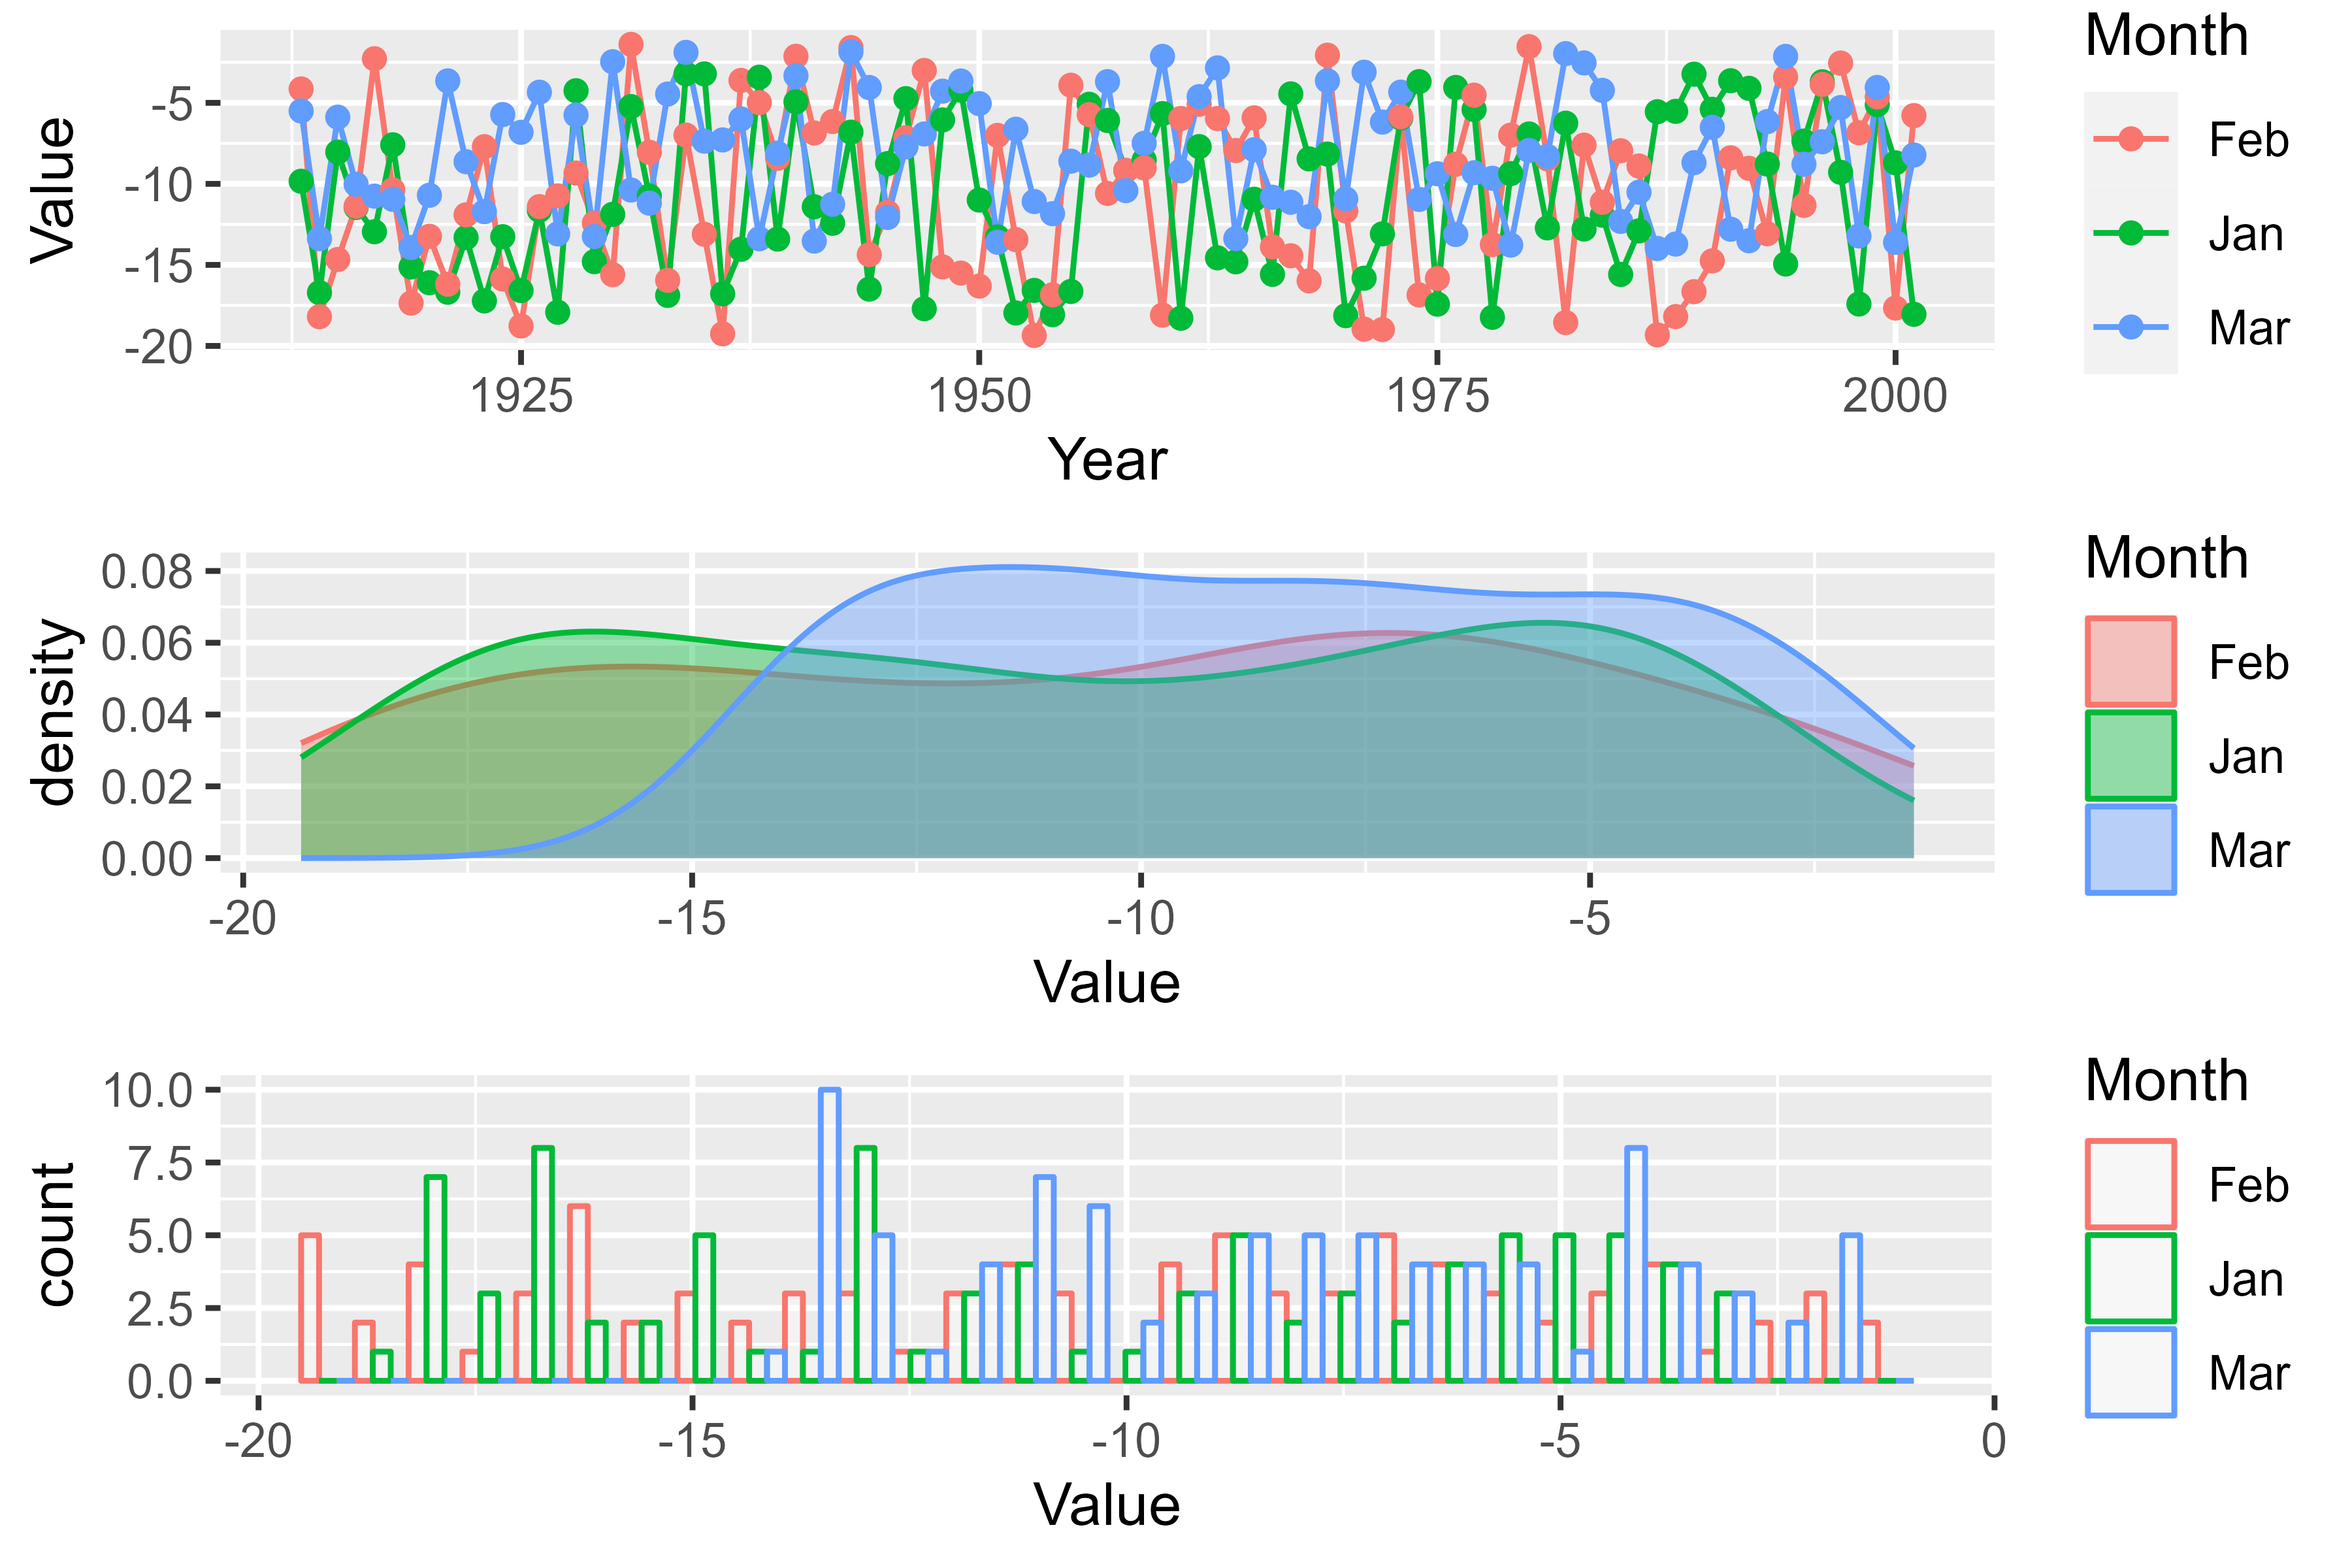 Month
Value
-5
-10
-15
-20
Feb
Jan
Mar
1925 1950 1975 2000
Year
Month
density
0.08
0.06
0.04
0.02
0.00
Feb
Jan
Mar
-20 -15 -10 -5
Value
Month
count
10.0
7.5
5.0
2.5
0.0
Feb
Jan
Mar
-20 -15 -10 -5 0
Value